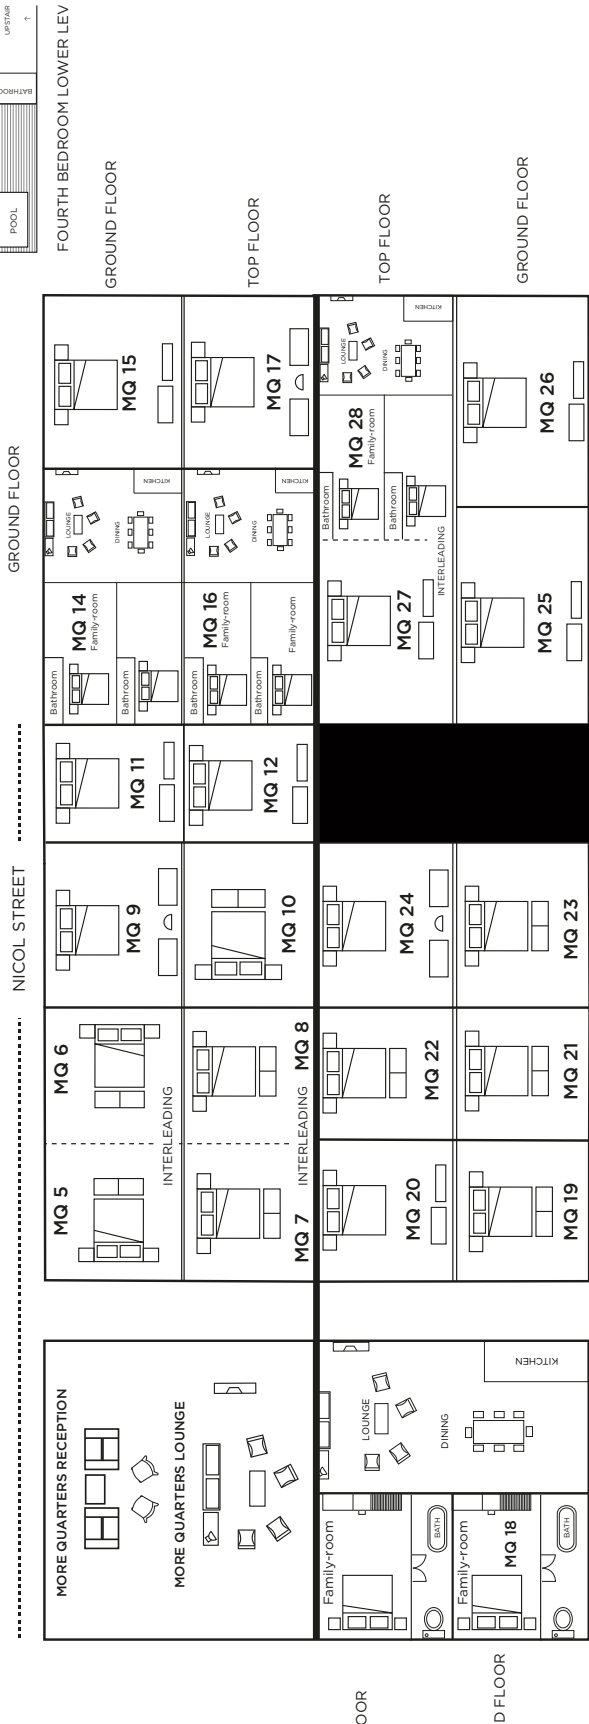 UPSTAIR
BATHROO
POOL
FOURTH BEDROOM LOWER LEV
GROUND FLOOR
TOP FLOOR
TOP FLOOR
GROUND FLOOR
GROUND FLOOR
NICOL STREET
MQ 15
MQ 17
LOUNGE
DINING
KITCHEN
MQ 28
Family-room
Bathroom
Bathroom
MQ 26
LOUNGE
DINING
KITCHEN
LOUNGE
DINING
KITCHEN
MQ 14
Family-room
Bathroom
Bathroom
MQ 16
Family-room
Family-room
Bathroom
Bathroom
MQ 27
INTERLEADING
MQ 25
MQ 11
MQ 12
MQ 9
MQ 10
MQ 24
MQ 23
MQ 6
MQ 8
INTERLEADING
INTERLEADING
MQ 22
MQ 21
MQ 5
MQ 7
MQ 20
MQ 19
MORE QUARTERS RECEPTION
MORE QUARTERS LOUNGE
LOUNGE
DINING
KITCHEN
Family-room
BATH
Family-room
MQ 18
BATH
OOR
D FLOOR